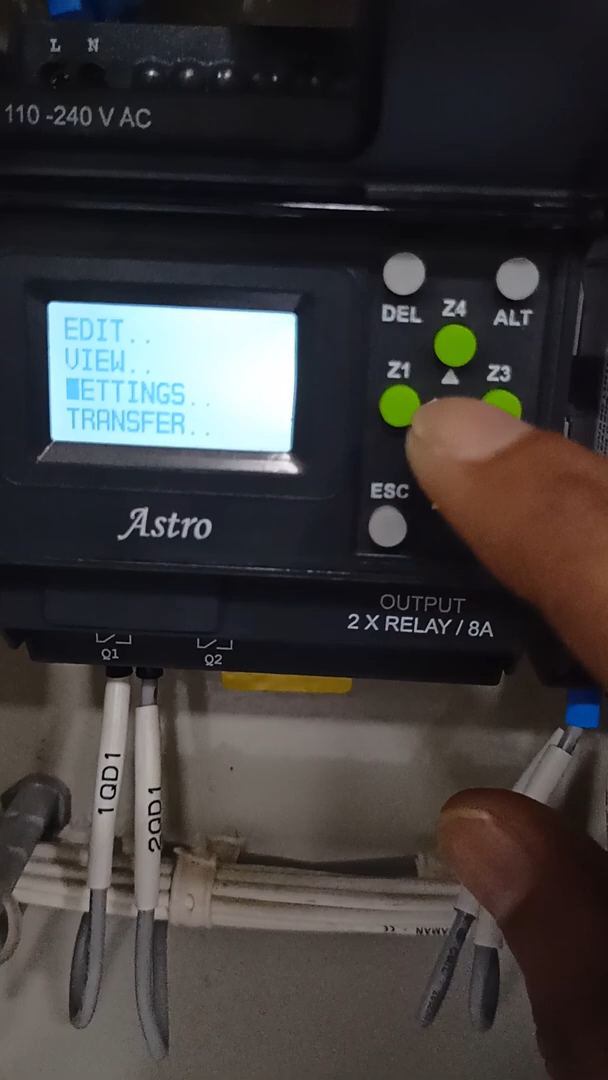 L N
110 -240 V AC
DEL Z4 ALT
Z1 Z3
EDIT..
VIEW..
ETTINGS..
TRANSFER..
ESC
Astro
OUTPUT
2 X RELAY / 8A
Q1 Q2
1QD1
2QD1